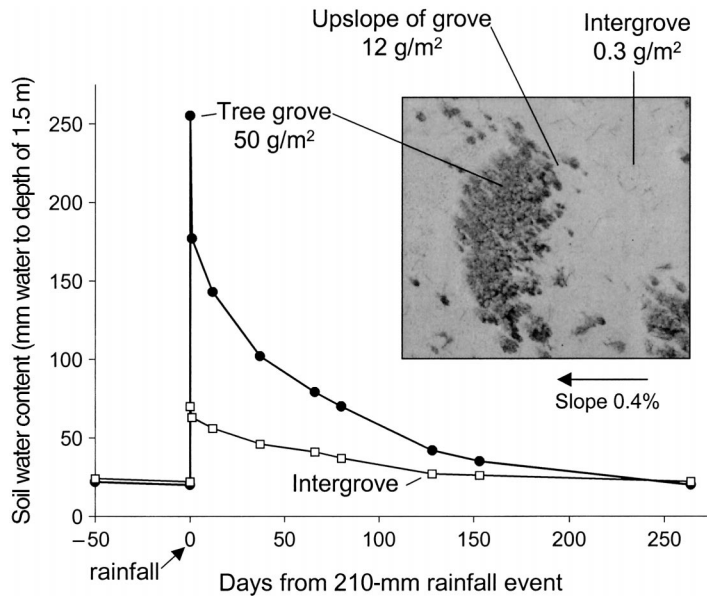 Upslope of grove
12 g/m²
Intergrove
0.3 g/m²
Tree grove
50 g/m²
Slope 0.4%
Intergrove
Soil water content (mm water to depth of 1.5 m)
250
200
150
100
50
0
–50
0
50
100
150
200
250
rainfall
Days from 210-mm rainfall event